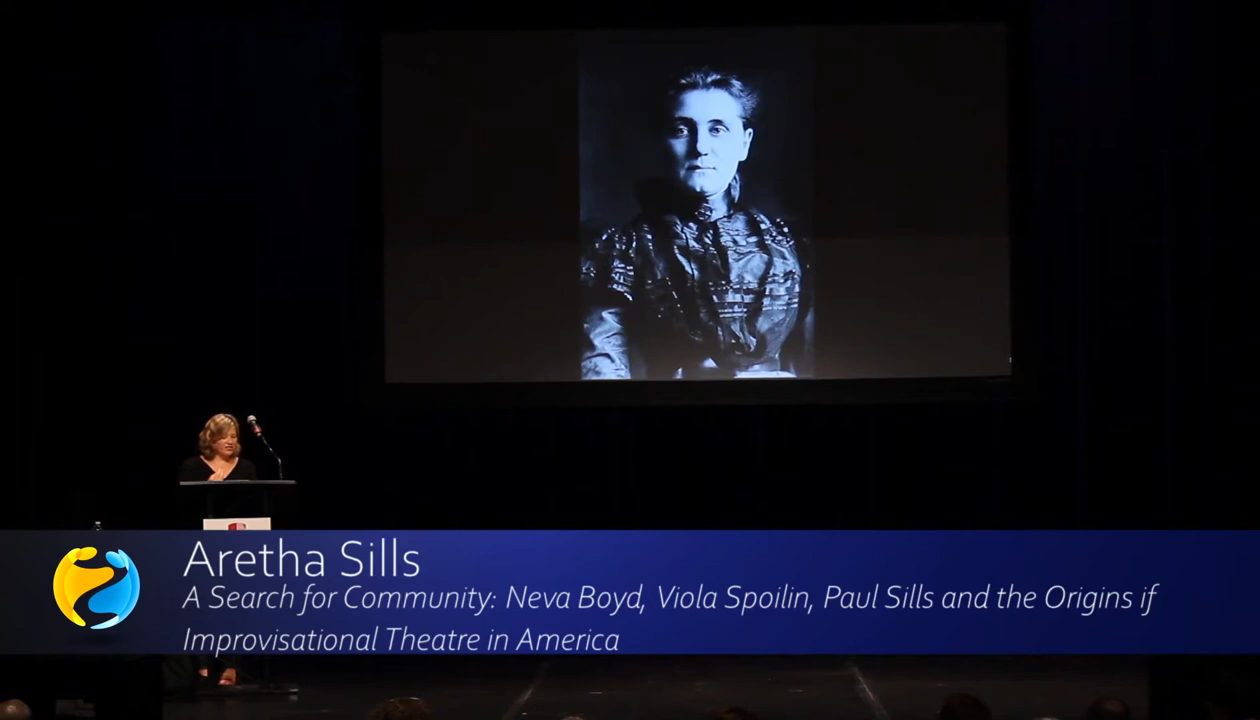 Aretha Sills
A Search for Community: Neva Boyd, Viola Spoilin, Paul Sills and the Origins if
Improvisational Theatre in America